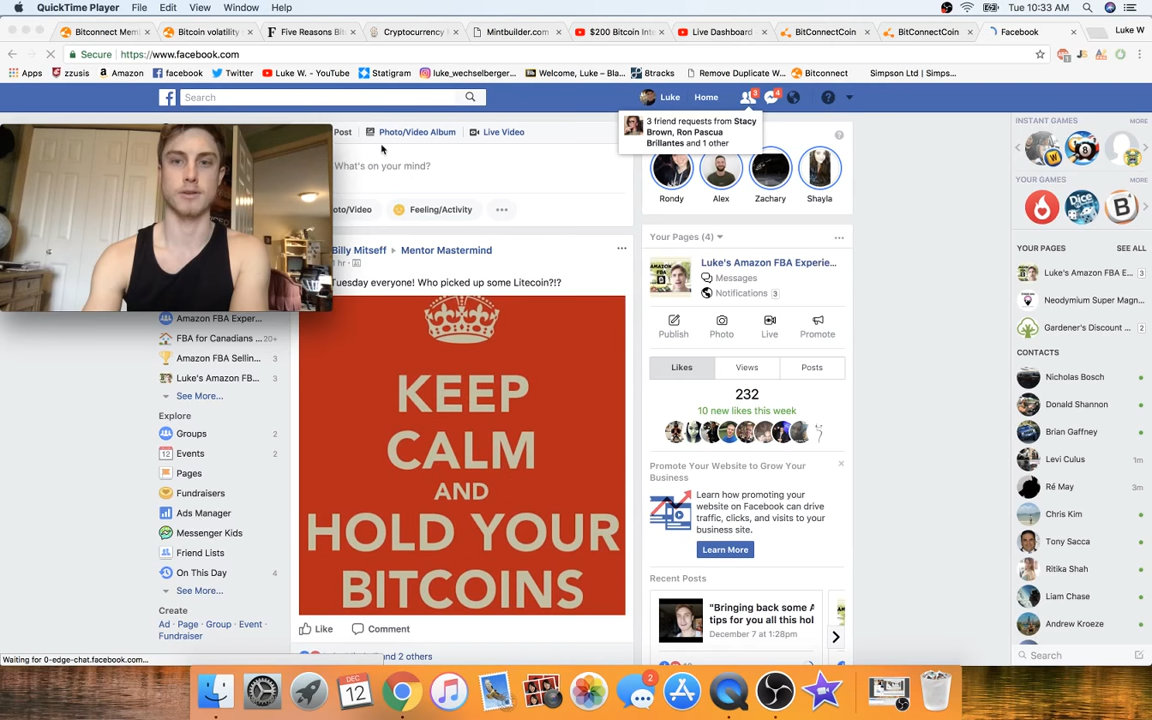 QuickTime Player File Edit View Window Help
Tue 10:33 AM
Bitconnect Mem
Bitcoin volatility
Five Reasons Bi
Cryptocurrency
Mintbuilder.com
$200 Bitcoin Int
Live Dashboard
BitConnectCoin
BitConnectCoin
Facebook
Luke W
Secure https://www.facebook.com
Apps zzusis Amazon facebook Twitter Luke W. - YouTube Statigram luke_wechselberger... Welcome, Luke – Bla... 8tracks Remove Duplicate W... Bitconnect Simpson Ltd | Simps...
Search
Luke Home 3 4
3 friend requests from Stacy
Brown, Ron Pascua
Brillantes and 1 other
Post Photo/Video Album Live Video
What's on your mind?
oto/Video Feeling/Activity
Rondy Alex Zachary Shayla
Billy Mitseff Mentor Mastermind
1 hr
Tuesday everyone! Who picked up some Litecoin?!?
KEEP
CALM
AND
HOLD YOUR
BITCOINS
Like Comment
and 2 others
Amazon FBA Exper...
FBA for Canadians 20+
Amazon FBA Sellin... 3
Luke's Amazon FB... 3
See More...
Explore
Groups 2
Events 2
Pages
Fundraisers
Ads Manager
Messenger Kids
Friend Lists
On This Day 4
See More...
Create
Ad · Page · Group · Event ·
Fundraiser
Waiting for 0-edge-chat.facebook.com...
Your Pages (4)
Luke's Amazon FBA Experie...
Messages
Notifications 3
Publish Photo Live Promote
Likes Views Posts
232
10 new likes this week
Promote Your Website to Grow Your
Business
Learn how promoting your
website on Facebook can drive
traffic, clicks, and visits to your
business site.
Learn More
Recent Posts
"Bringing back some A
tips for you all this hol
December 7 at 1:28pm
INSTANT GAMES MORE
YOUR GAMES MORE
YOUR PAGES SEE ALL
Luke's Amazon FBA E... 3
Neodymium Super Magn...
Gardener's Discount ... 2
CONTACTS
Nicholas Bosch
Donald Shannon
Brian Gaffney
Levi Culus 1m
Ré May 3m
Chris Kim
Tony Sacca
Ritika Shah
Liam Chase
Andrew Kroeze
Search
DEC
12
2